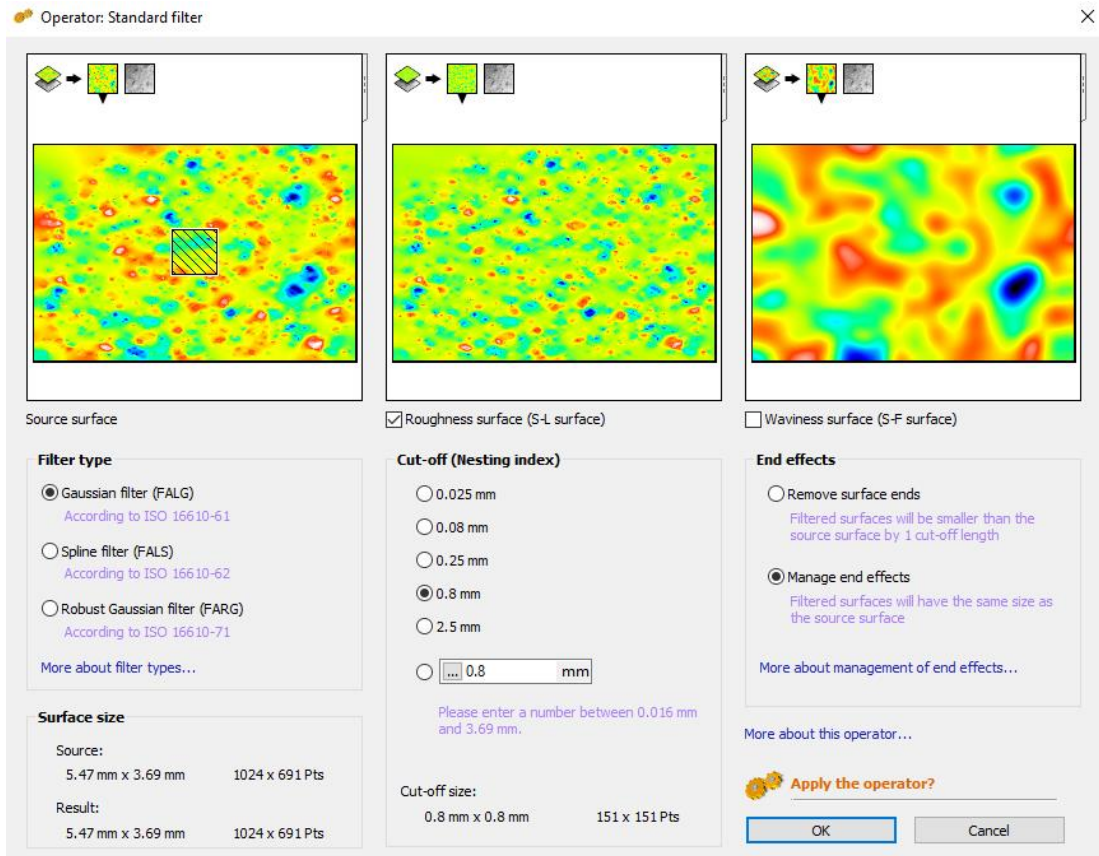 Operator: Standard filter
Source surface
Roughness surface (S-L surface)
Waviness surface (S-F surface)
Filter type
Gaussian filter (FALG)
According to ISO 16610-61
Spline filter (FALS)
According to ISO 16610-62
Robust Gaussian filter (FARG)
According to ISO 16610-71
More about filter types...
Surface size
Source:
5.47 mm x 3.69 mm 1024 x 691 Pts
Result:
5.47 mm x 3.69 mm 1024 x 691 Pts
Cut-off (Nesting index)
0.025 mm
0.08 mm
0.25 mm
0.8 mm
2.5 mm
... 0.8 mm
Please enter a number between 0.016 mm
and 3.69 mm.
Cut-off size:
0.8 mm x 0.8 mm 151 x 151 Pts
End effects
Remove surface ends
Filtered surfaces will be smaller than the
source surface by 1 cut-off length
Manage end effects
Filtered surfaces will have the same size as
the source surface
More about management of end effects...
More about this operator...
Apply the operator?
OK
Cancel